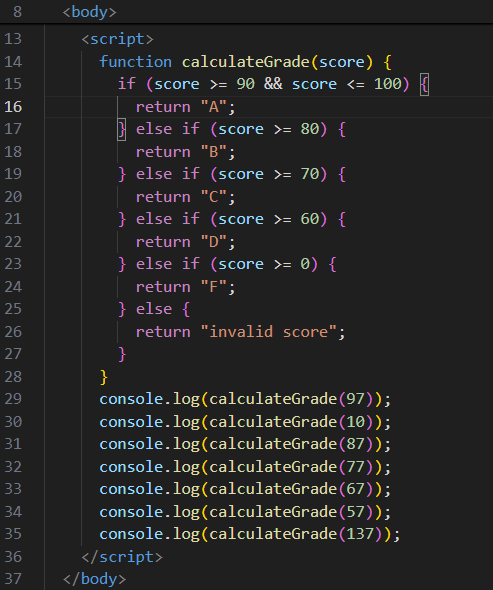 8 <body>
13 <script>
14 function calculateGrade(score) {
15 if (score >= 90 && score <= 100) {
16 return "A";
17 } else if (score >= 80) {
18 return "B";
19 } else if (score >= 70) {
20 return "C";
21 } else if (score >= 60) {
22 return "D";
23 } else if (score >= 0) {
24 return "F";
25 } else {
26 return "invalid score";
27 }
28 }
29 console.log(calculateGrade(97));
30 console.log(calculateGrade(10));
31 console.log(calculateGrade(87));
32 console.log(calculateGrade(77));
33 console.log(calculateGrade(67));
34 console.log(calculateGrade(57));
35 console.log(calculateGrade(137));
36 </script>
37 </body>